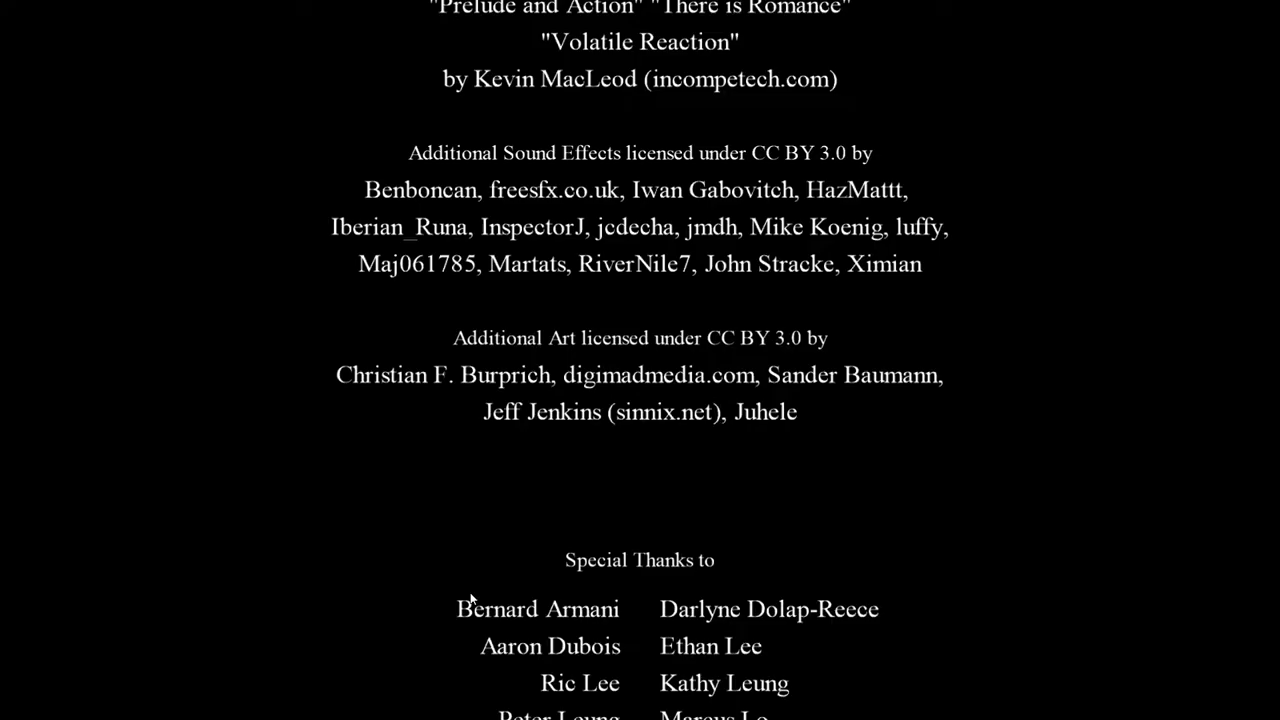 "Prelude and Action" "There is Romance"
"Volatile Reaction"
by Kevin MacLeod (incompetech.com)
Additional Sound Effects licensed under CC BY 3.0 by
Benboncan, freesfx.co.uk, Iwan Gabovitch, HazMattt,
Iberian_Runa, InspectorJ, jcdecha, jmdh, Mike Koenig, luffy,
Maj061785, Martats, RiverNile7, John Stracke, Ximian
Additional Art licensed under CC BY 3.0 by
Christian F. Burprich, digimadmedia.com, Sander Baumann,
Jeff Jenkins (sinnix.net), Juhele
Special Thanks to
Bernard Armani Darlyne Dolap-Reece
Aaron Dubois Ethan Lee
Ric Lee Kathy Leung
Peter Leung Marcus Lo